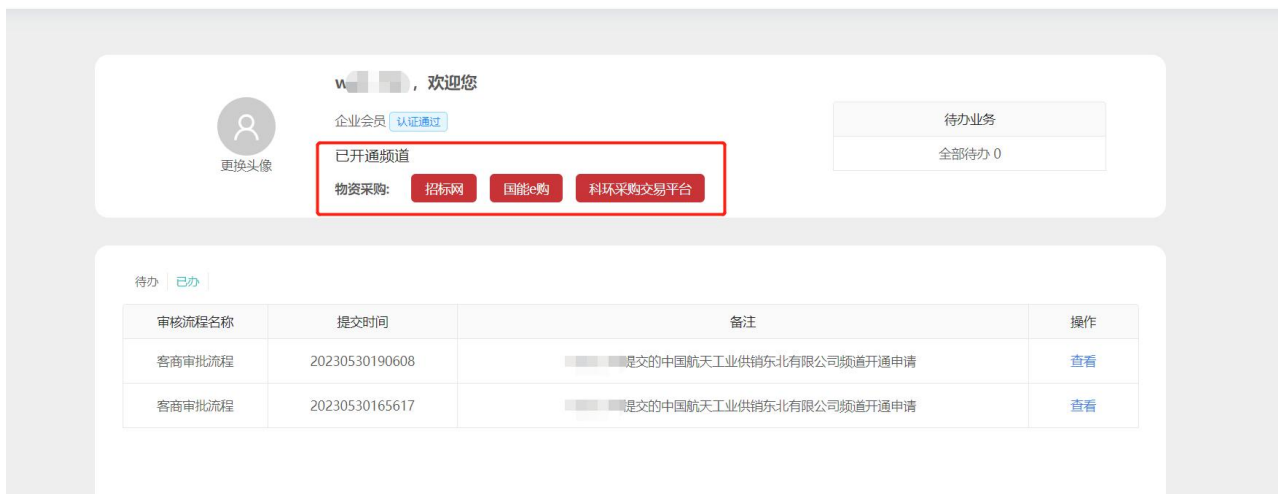 w，欢迎您
企业会员 认证通过
更换头像
已开通频道
物资采购: 招标网 国能e购 科环采购交易平台
待办业务
全部待办 0
待办 已办
审核流程名称 提交时间 备注 操作
客商审批流程 20230530190608 提交的中国航天工业供销东北有限公司频道开通申请 查看
客商审批流程 20230530165617 提交的中国航天工业供销东北有限公司频道开通申请 查看